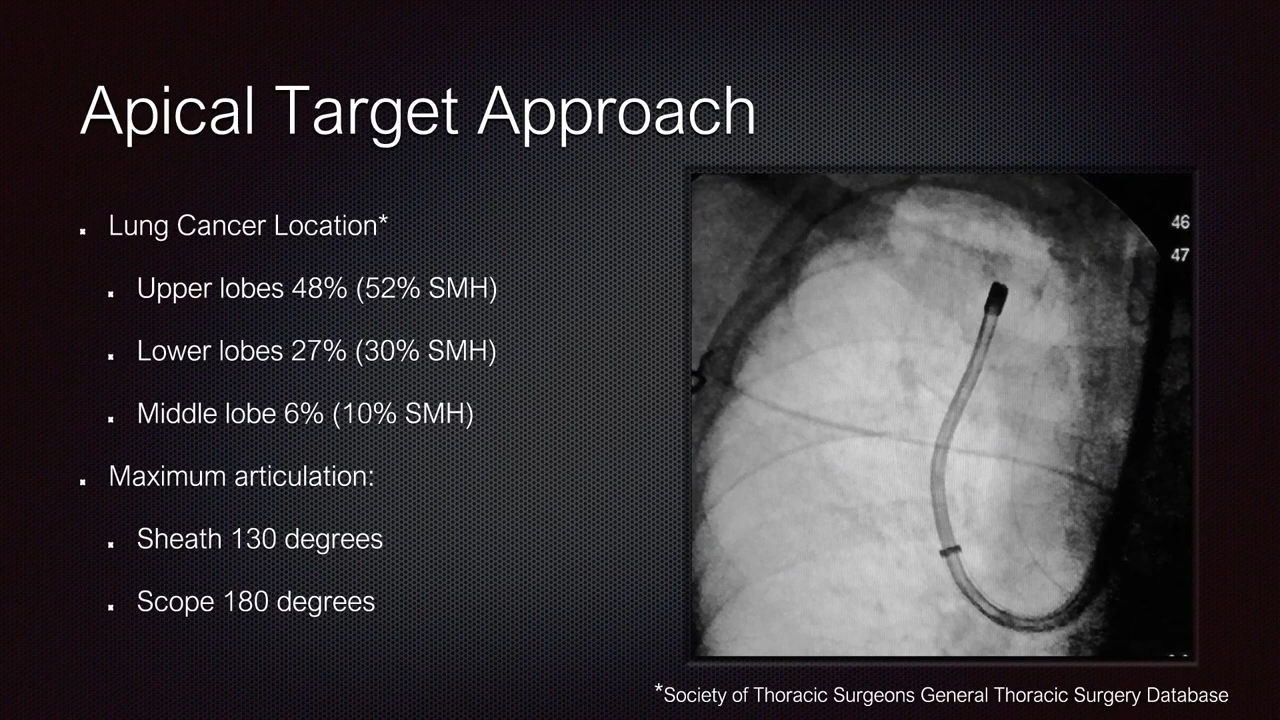 Apical Target Approach
Lung Cancer Location*
Upper lobes 48% (52% SMH)
Lower lobes 27% (30% SMH)
Middle lobe 6% (10% SMH)
Maximum articulation:
Sheath 130 degrees
Scope 180 degrees
46
47
*Society of Thoracic Surgeons General Thoracic Surgery Database